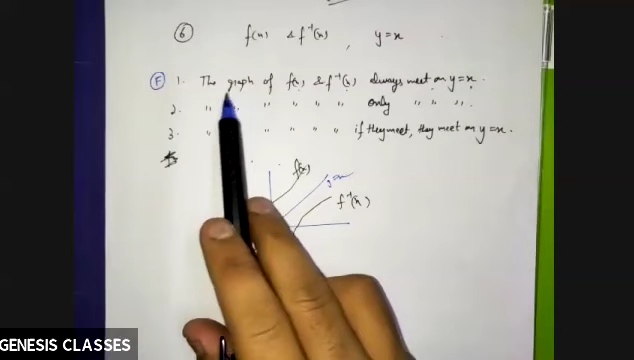 6 f(x) & f⁻¹(x) , y=x
F 1. The graph of f(x) & f⁻¹(x) always meet on y=x.
2. " " " " " only " " ".
3. " " " " " if they meet, they meet on y=x.
f(x)
y=x
f⁻¹(x)
GENESIS CLASSES